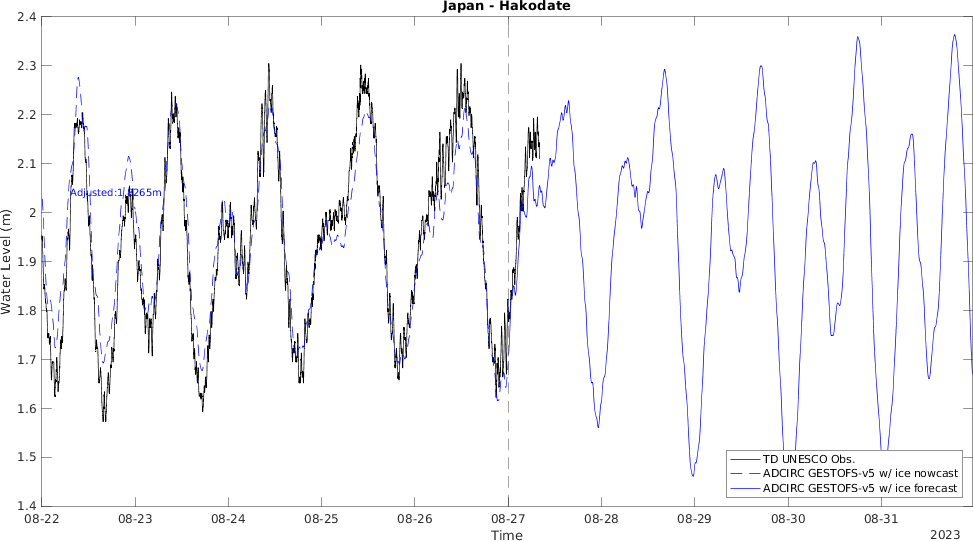 Japan - Hakodate
2.4
2.3
2.2
2.1
2
1.9
1.8
1.7
1.6
1.5
1.4
Water Level (m)
TD UNESCO Obs.
ADCIRC GESTOFS-v5 w/ ice nowcast
ADCIRC GESTOFS-v5 w/ ice forecast
08-22 08-23 08-24 08-25 08-26 08-27 08-28 08-29 08-30 08-31
Time
2023